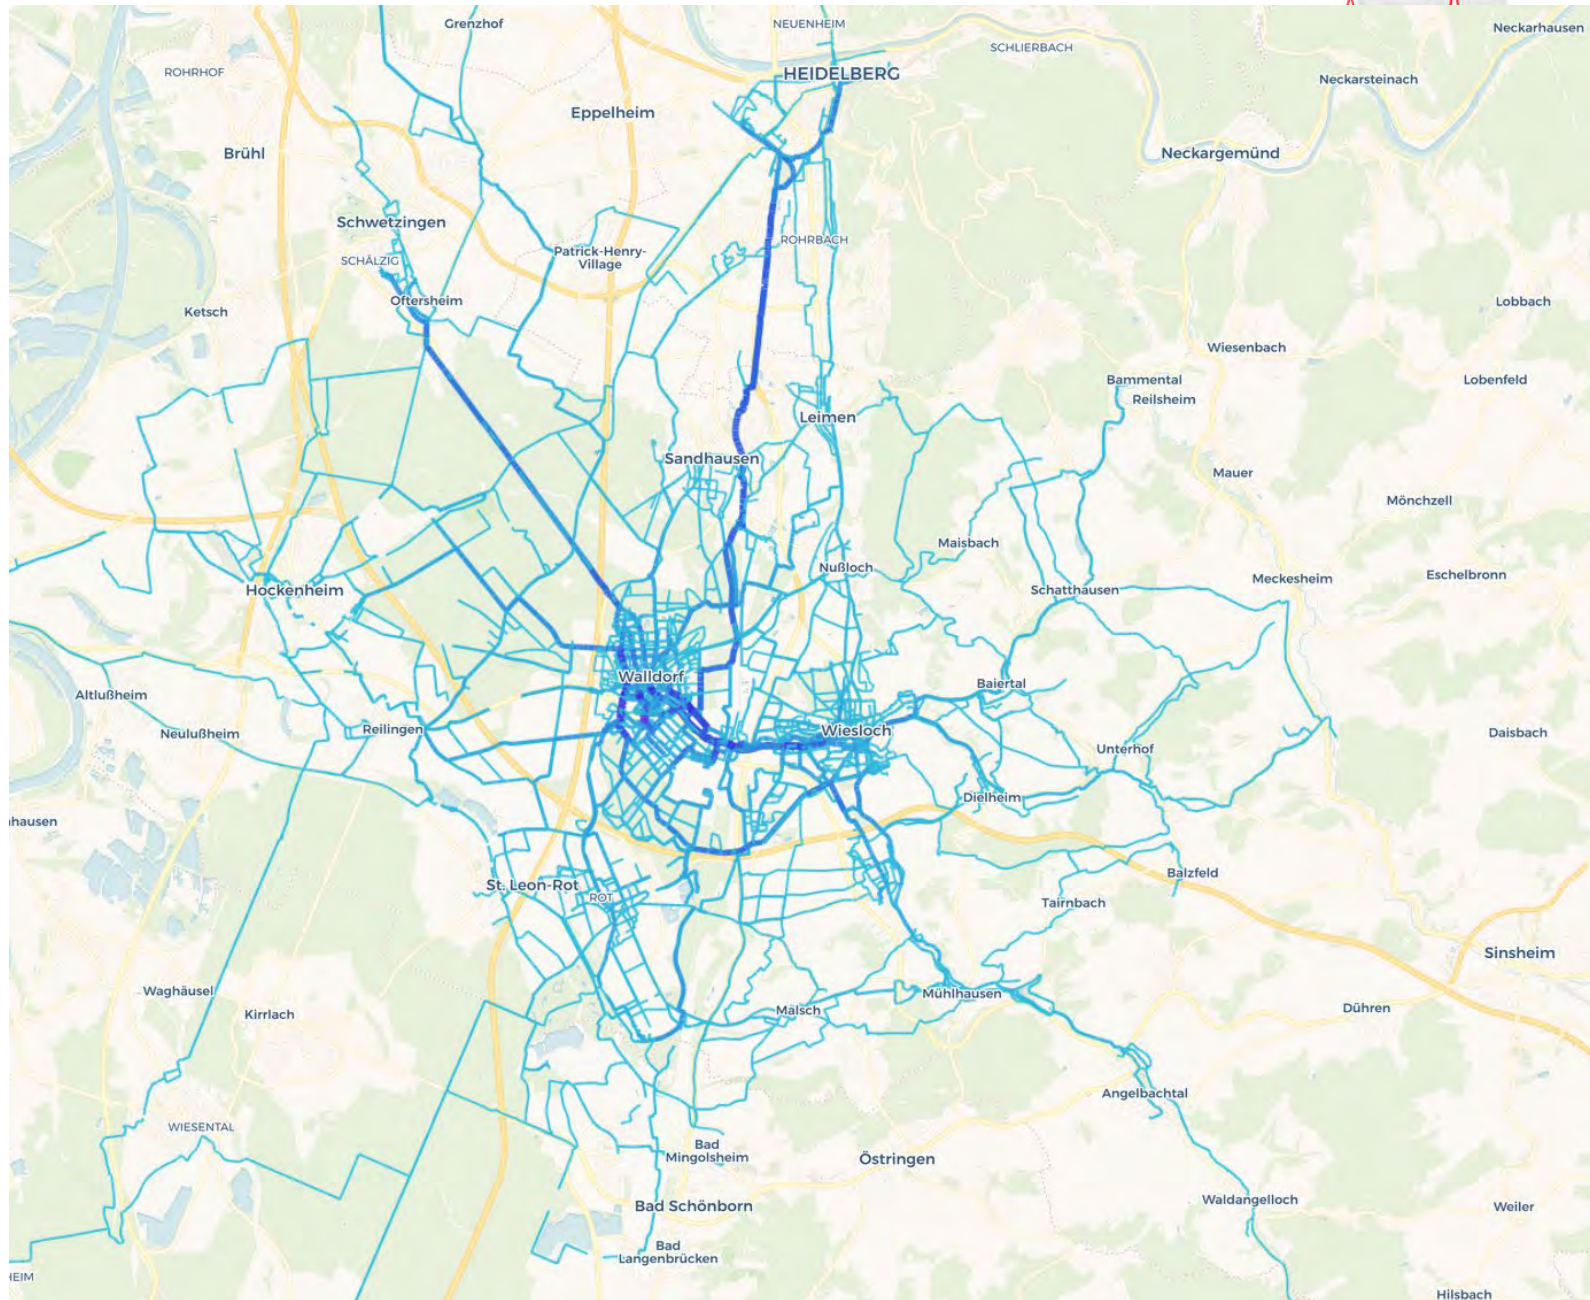 Grenzhof
NEUENHEIM
Neckarhausen
SCHLIERBACH
ROHRHOF
HEIDELBERG
Neckarsteinach
Eppelheim
Brühl
Neckargemünd
Schwetzingen
ROHRBACH
Patrick-Henry-
Village
SCHÄLZIG
Oftersheim
Lobbach
Ketsch
Wiesenbach
Bammental
Lobenfeld
Reilsheim
Leimen
Sandhausen
Mauer
Mönchzell
Maisbach
Nußloch
Eschelbronn
Meckesheim
Hockenheim
Schatthausen
Walldorf
Baiertal
Altlußheim
Reilingen
Wiesloch
Neulußheim
Daisbach
Unterhof
Dielheim
hausen
Balzfeld
St. Leon-Rot
ROT
Tairnbach
Sinsheim
Waghäusel
Mühlhausen
Malsch
Dühren
Kirrlach
Angelbachtal
WIESENTAL
Bad
Mingolsheim
Östringen
Waldangelloch
Bad Schönborn
Weiler
Bad
Langenbrücken
HEIM
Hilsbach